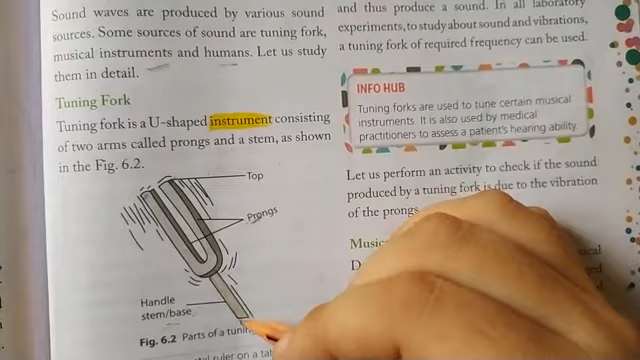 Sound waves are produced by various sound
sources. Some sources of sound are tuning fork,
musical instruments and humans. Let us study
them in detail.
Tuning Fork
Tuning fork is a U-shaped instrument consisting
of two arms called prongs and a stem, as shown
in the Fig. 6.2.
Top
Prongs
Handle
stem/base
Fig. 6.2 Parts of a tuning
ruler on a
and thus produce a sound. In all laboratory
experiments, to study about sound and vibrations,
a tuning fork of required frequency can be used.
INFO HUB
Tuning forks are used to tune certain musical
instruments. It is also used by medical
practitioners to assess a patient's hearing ability.
Let us perform an activity to check if the sound
produced by a tuning fork is due to the vibration
of the prongs